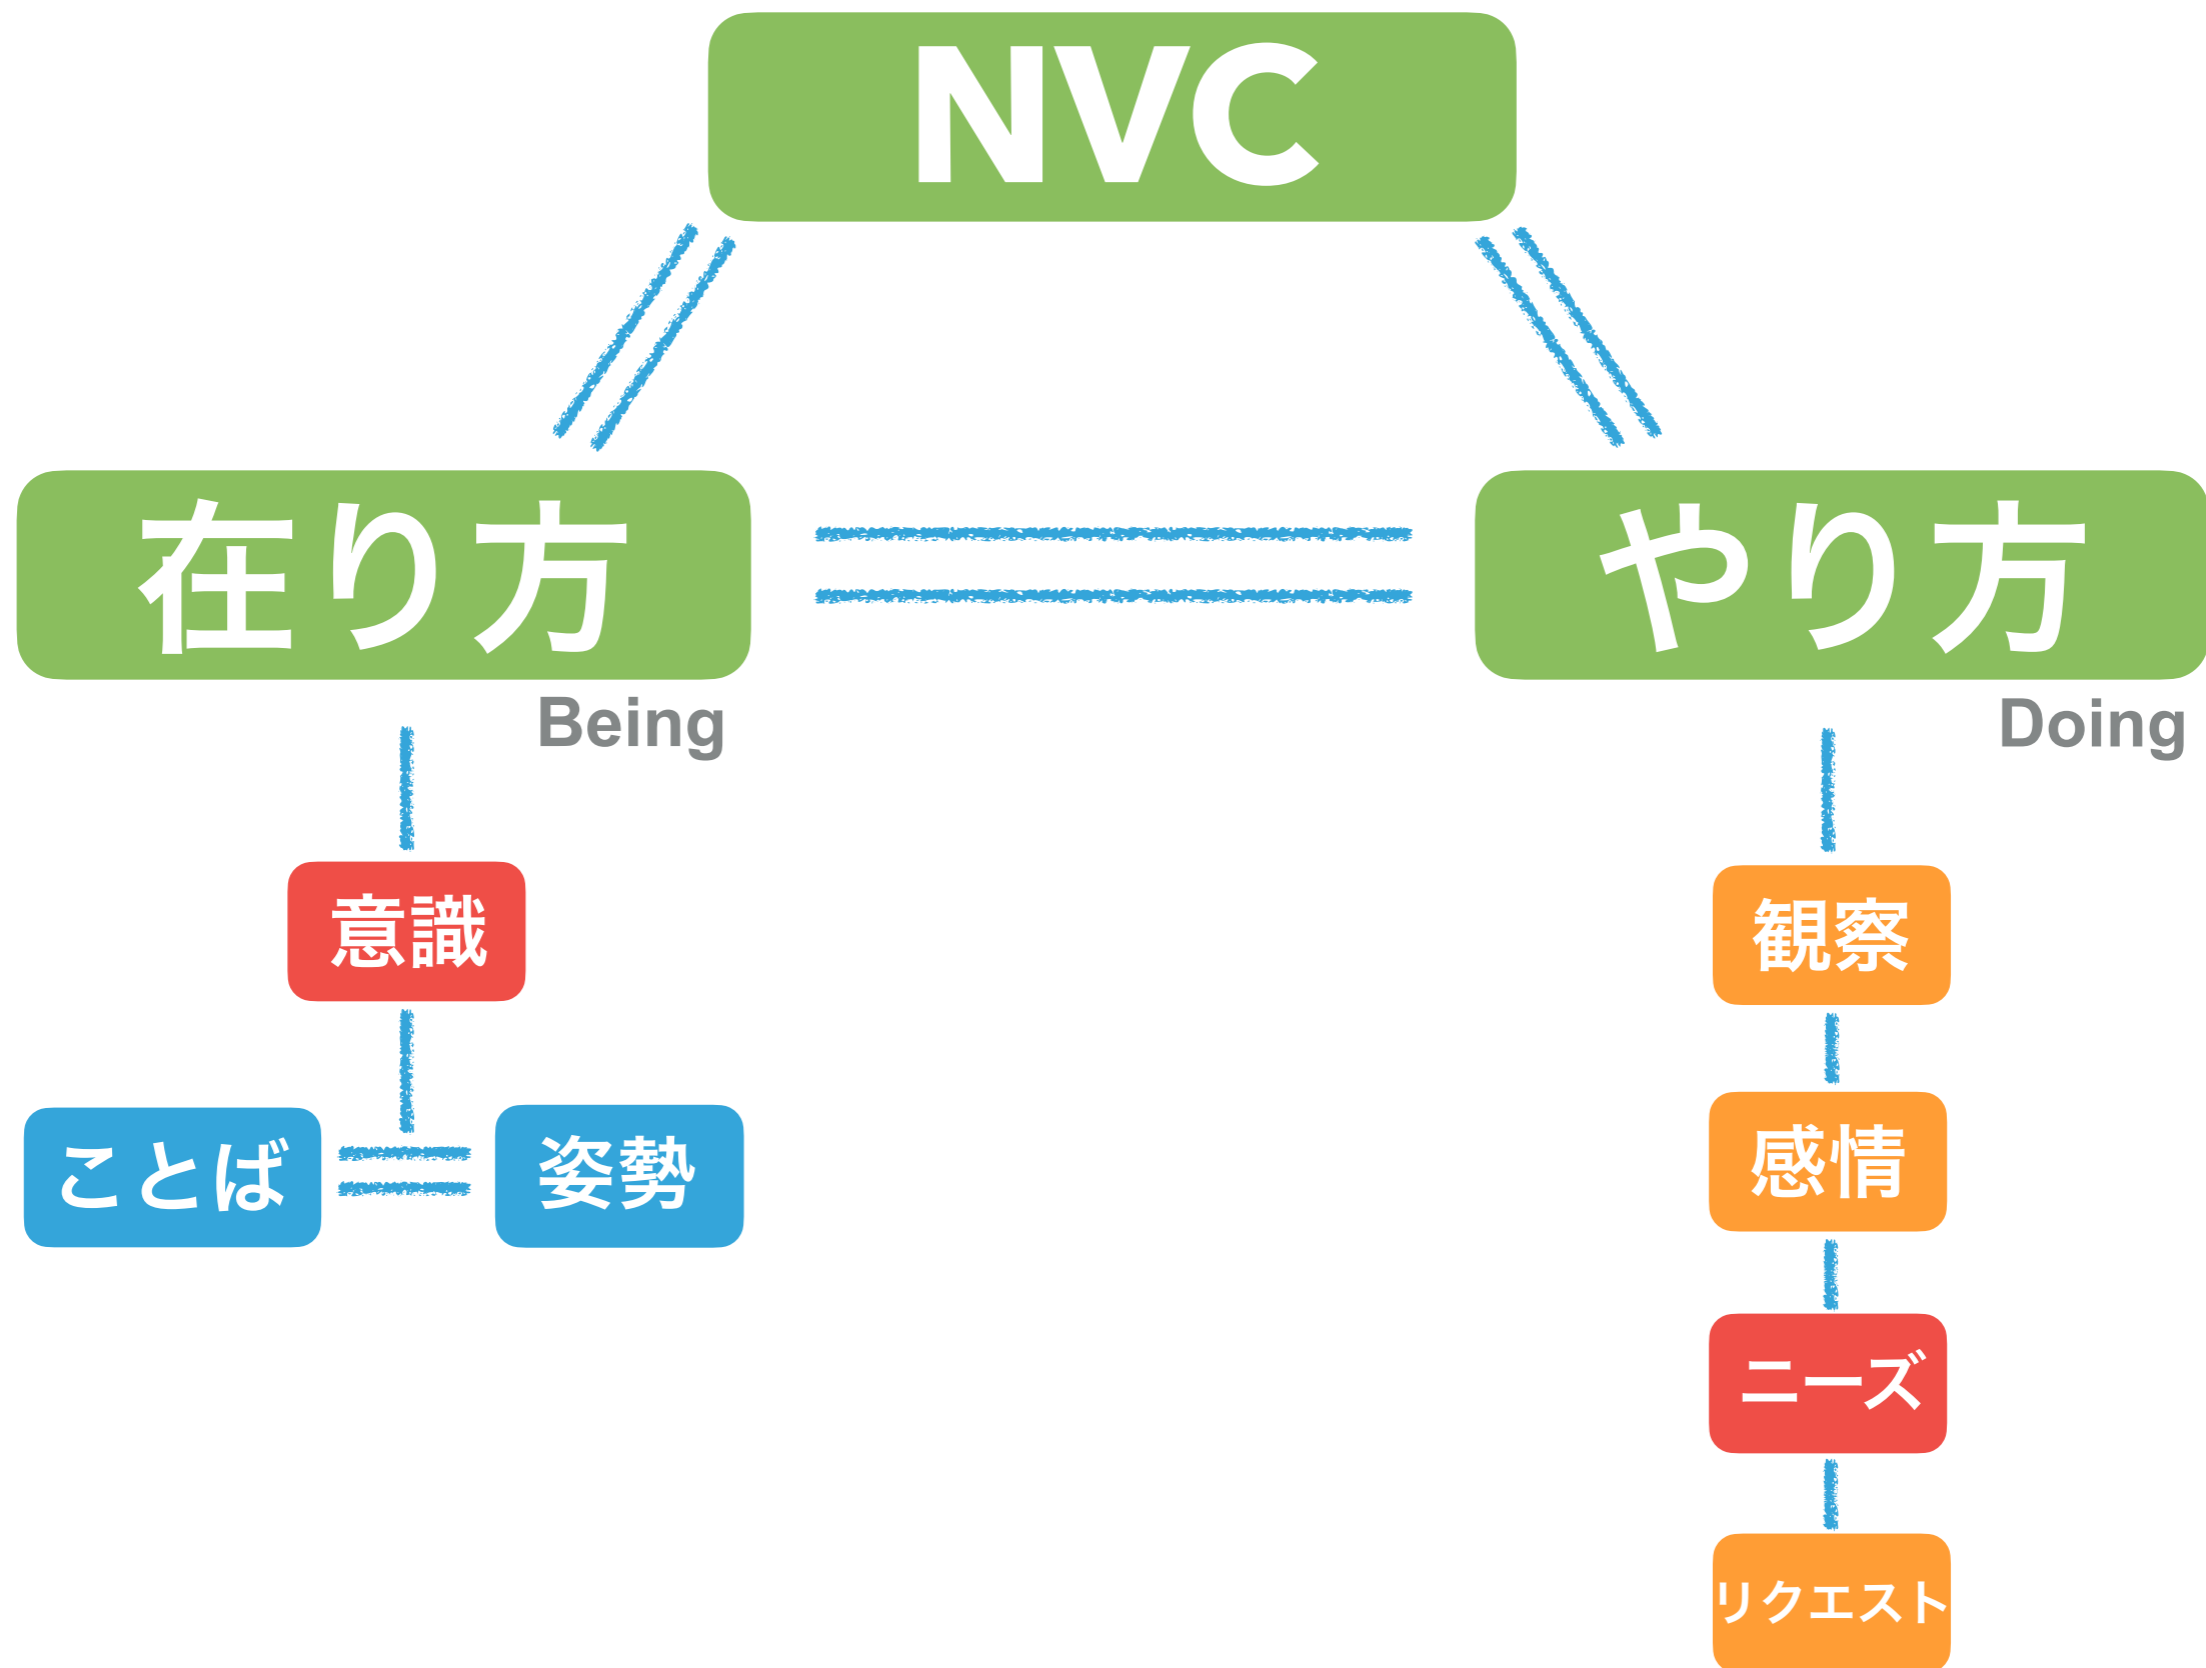 NVC
在り方
やり方
Being
Doing
意識
観察
ことば
姿勢
感情
ニーズ
リクエスト